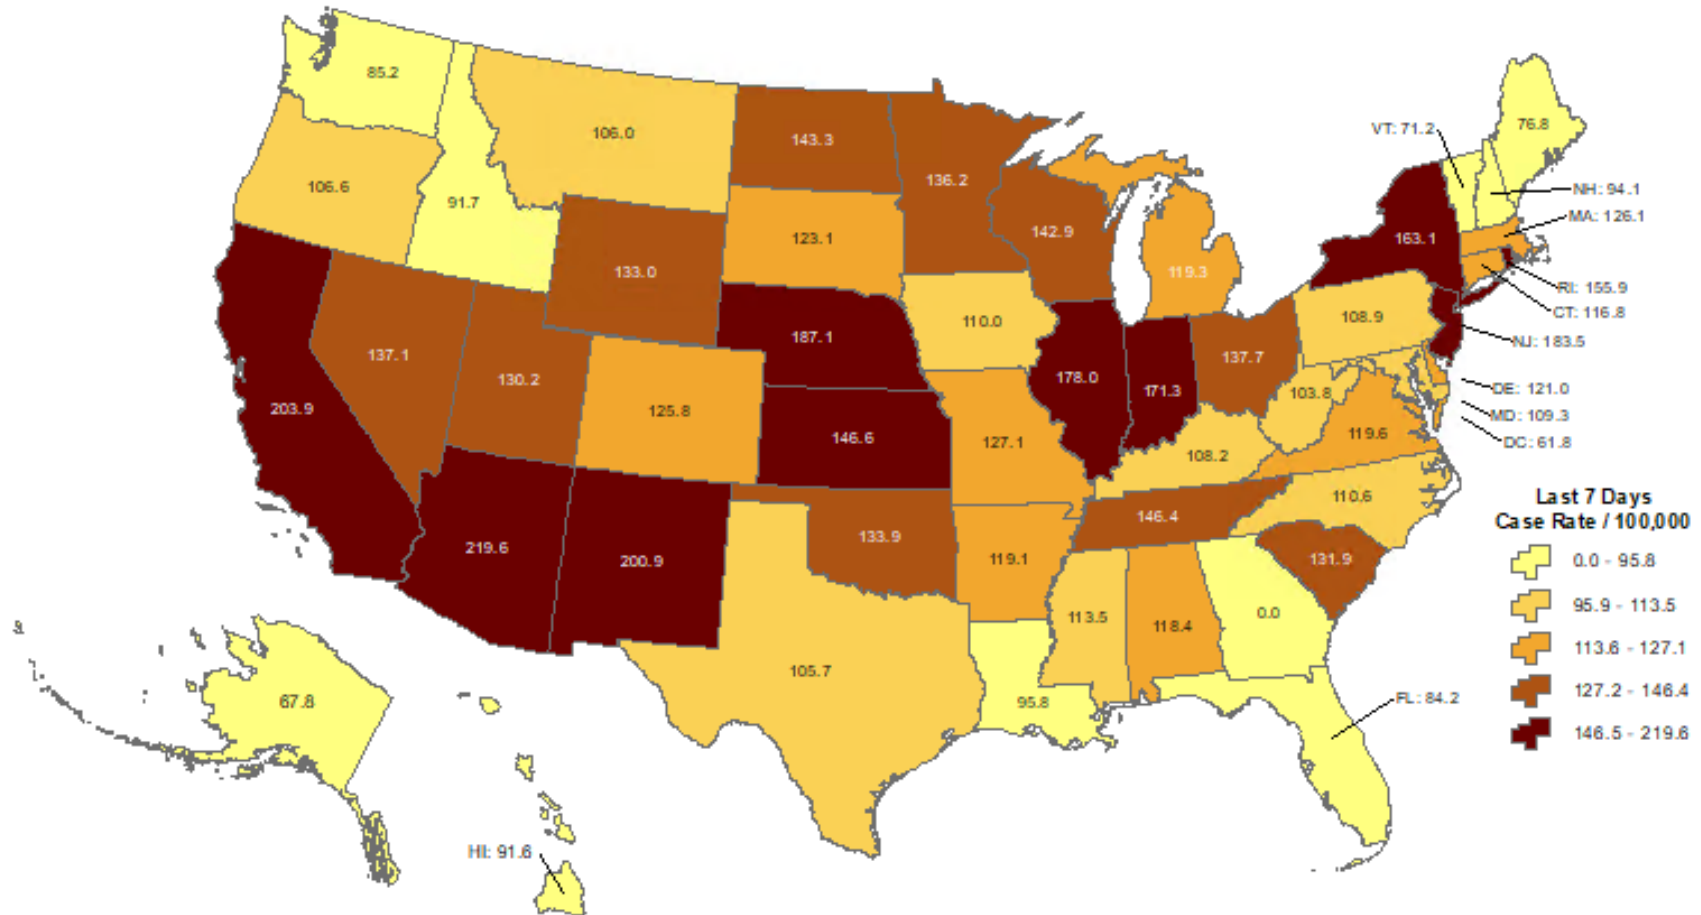 85.2
106.0
143.3
136.2
VT: 71.2
76.8
106.6
91.7
NH: 94.1
MA: 126.1
123.1
142.9
163.1
133.0
119.3
RI: 155.9
CT: 116.8
110.0
108.9
187.1
NJ: 183.5
137.1
137.7
130.2
178.0
171.3
DE: 121.0
103.8
203.9
125.8
MD: 109.3
146.6
119.6
DC: 61.8
127.1
108.2
110.6
Last 7 Days
Case Rate / 100,000
146.4
133.9
219.6
200.9
119.1
131.9
0.0 - 95.8
95.9 - 113.5
113.5
118.4
0.0
113.6 - 127.1
105.7
127.2 - 146.4
67.8
95.8
FL: 84.2
146.5 - 219.6
HI: 91.6